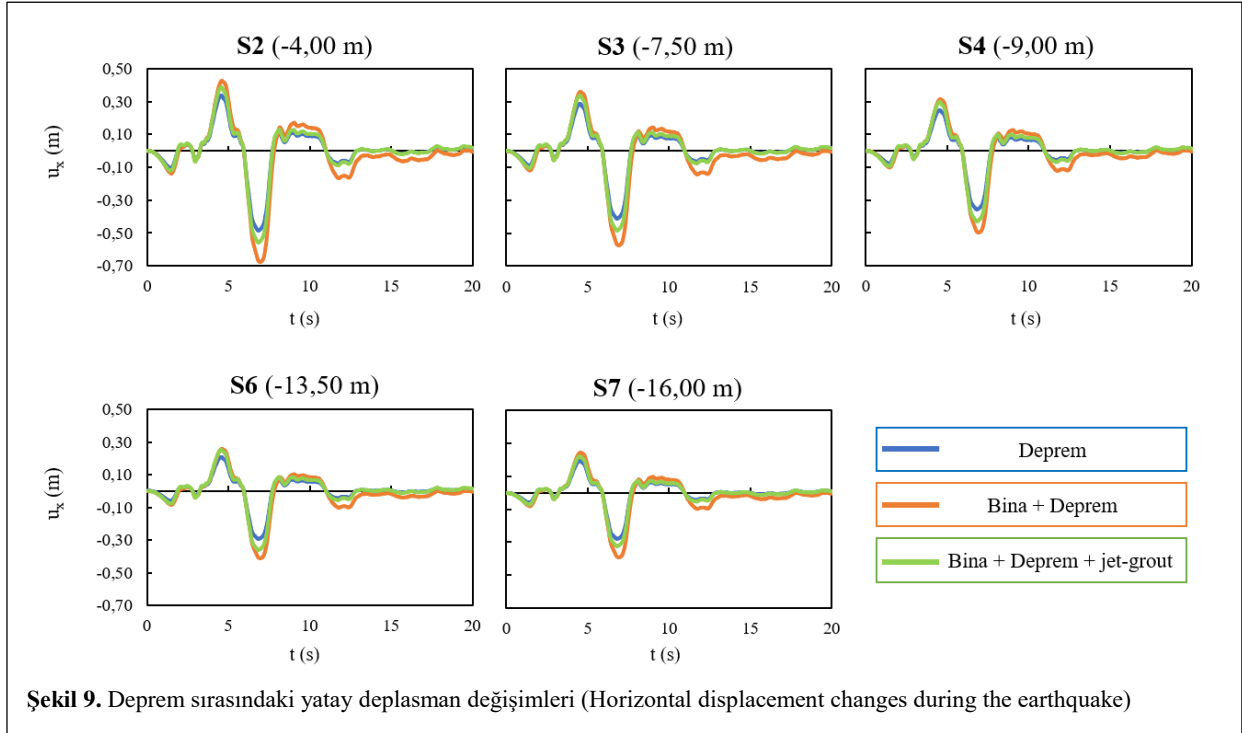 S2 (-4,00 m)
S3 (-7,50 m)
S4 (-9,00 m)
0,50
0,30
0,10
-0,10
-0,30
-0,50
-0,70
u_x (m)
0 5 10 15 20
0 5 10 15 20
0 5 10 15 20
t (s)
t (s)
t (s)
S6 (-13,50 m)
S7 (-16,00 m)
0,50
0,30
0,10
-0,10
-0,30
-0,50
-0,70
u_x (m)
0 5 10 15 20
0 5 10 15 20
t (s)
t (s)
Deprem
Bina + Deprem
Bina + Deprem + jet-grout
Şekil 9. Deprem sırasındaki yatay deplasman değişimleri (Horizontal displacement changes during the earthquake)